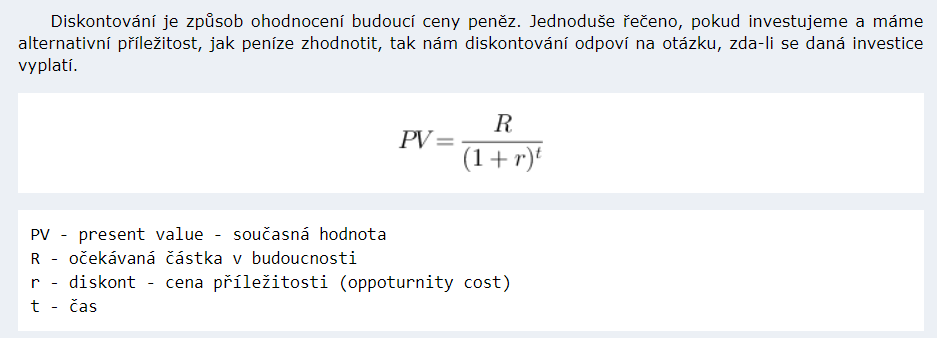 Diskontování je způsob ohodnocení budoucí ceny peněz. Jednoduše řečeno, pokud investujeme a máme
alternativní příležitost, jak peníze zhodnotit, tak nám diskontování odpoví na otázku, zda-li se daná investice
vyplatí.
PV = R / (1 + r)^t
PV - present value - současná hodnota
R - očekávaná částka v budoucnosti
r - diskont - cena příležitosti (oppoturnity cost)
t - čas